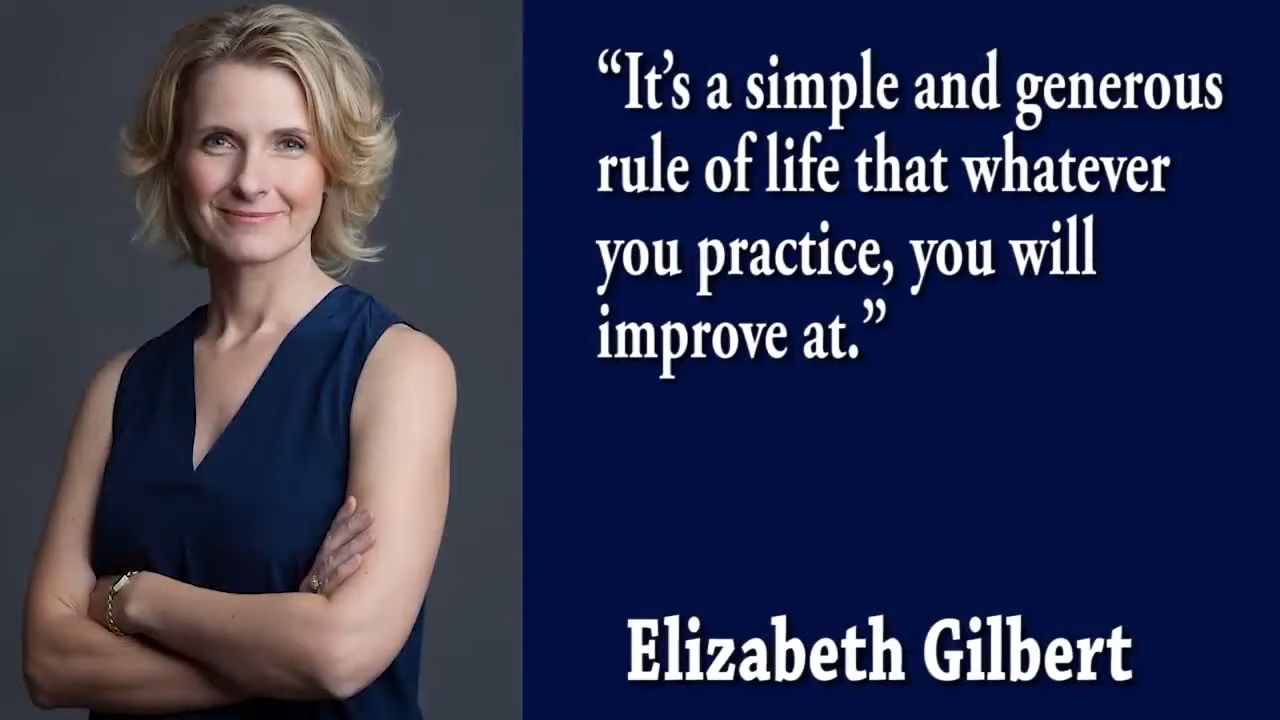 “It’s a simple and generous
rule of life that whatever
you practice, you will
improve at.”
Elizabeth Gilbert